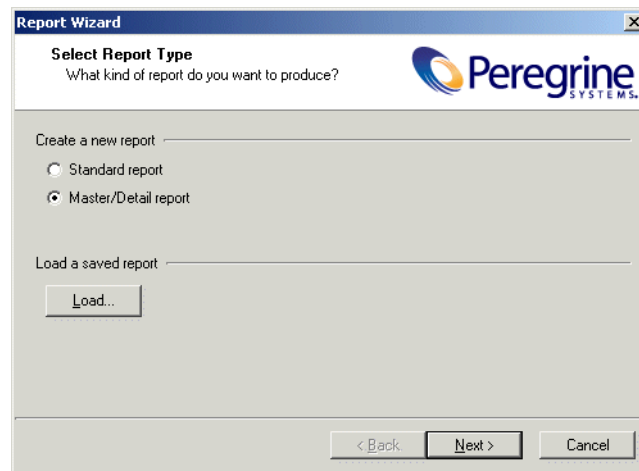 Report Wizard
Select Report Type
What kind of report do you want to produce?
Peregrine
SYSTEMS.
Create a new report
Standard report
Master/Detail report
Load a saved report
Load...
< Back
Next >
Cancel